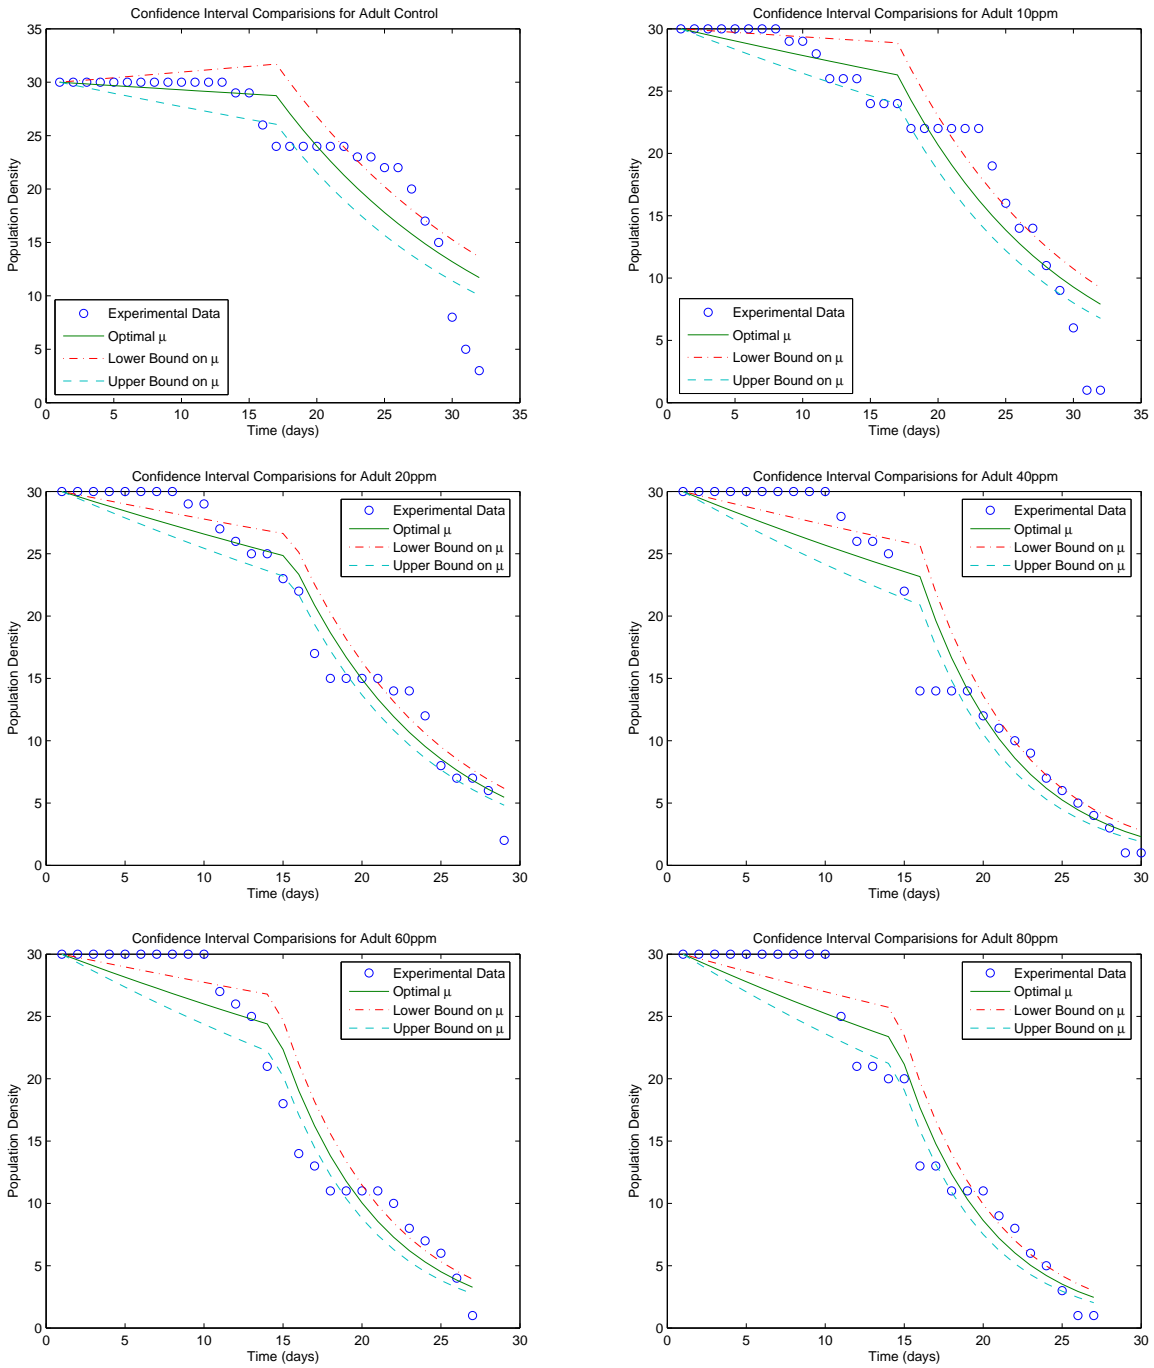 Confidence Interval Comparisions for Adult Control
35
30
25
20
15
10
5
0
Population Density
Experimental Data
Optimal μ
Lower Bound on μ
Upper Bound on μ
0 5 10 15 20 25 30 35
Time (days)
Confidence Interval Comparisions for Adult 10ppm
30
25
20
15
10
5
0
Population Density
Experimental Data
Optimal μ
Lower Bound on μ
Upper Bound on μ
0 5 10 15 20 25 30 35
Time (days)
Confidence Interval Comparisions for Adult 20ppm
30
25
20
15
10
5
0
Population Density
Experimental Data
Optimal μ
Lower Bound on μ
Upper Bound on μ
0 5 10 15 20 25 30
Time (days)
Confidence Interval Comparisions for Adult 40ppm
30
25
20
15
10
5
0
Population Density
Experimental Data
Optimal μ
Lower Bound on μ
Upper Bound on μ
0 5 10 15 20 25 30
Time (days)
Confidence Interval Comparisions for Adult 60ppm
30
25
20
15
10
5
0
Population Density
Experimental Data
Optimal μ
Lower Bound on μ
Upper Bound on μ
0 5 10 15 20 25 30
Time (days)
Confidence Interval Comparisions for Adult 80ppm
30
25
20
15
10
5
0
Population Density
Experimental Data
Optimal μ
Lower Bound on μ
Upper Bound on μ
0 5 10 15 20 25 30
Time (days)